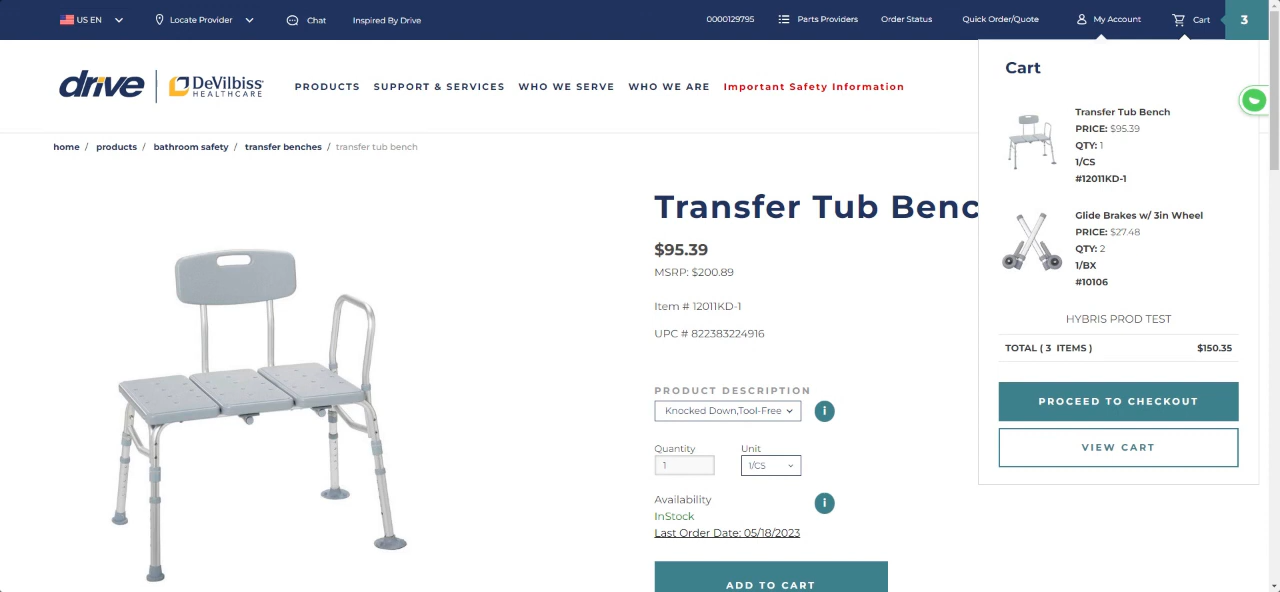 US EN
Locate Provider
Chat
Inspired By Drive
0000129795
Parts Providers
Order Status
Quick Order/Quote
My Account
Cart
3
drive
DeVilbiss
HEALTHCARE
PRODUCTS
SUPPORT & SERVICES
WHO WE SERVE
WHO WE ARE
Important Safety Information
home / products / bathroom safety / transfer benches / transfer tub bench
Transfer Tub Benc
$95.39
MSRP: $200.89
Item # 12011KD-1
UPC # 822383224916
PRODUCT DESCRIPTION
Knocked Down,Tool-Free
i
Quantity
Unit
1
1/CS
Availability
i
InStock
Last Order Date: 05/18/2023
ADD TO CART
Cart
Transfer Tub Bench
PRICE: $95.39
QTY: 1
1/CS
#12011KD-1
Glide Brakes w/ 3in Wheel
PRICE: $27.48
QTY: 2
1/BX
#10106
HYBRIS PROD TEST
TOTAL ( 3 ITEMS ) $150.35
PROCEED TO CHECKOUT
VIEW CART